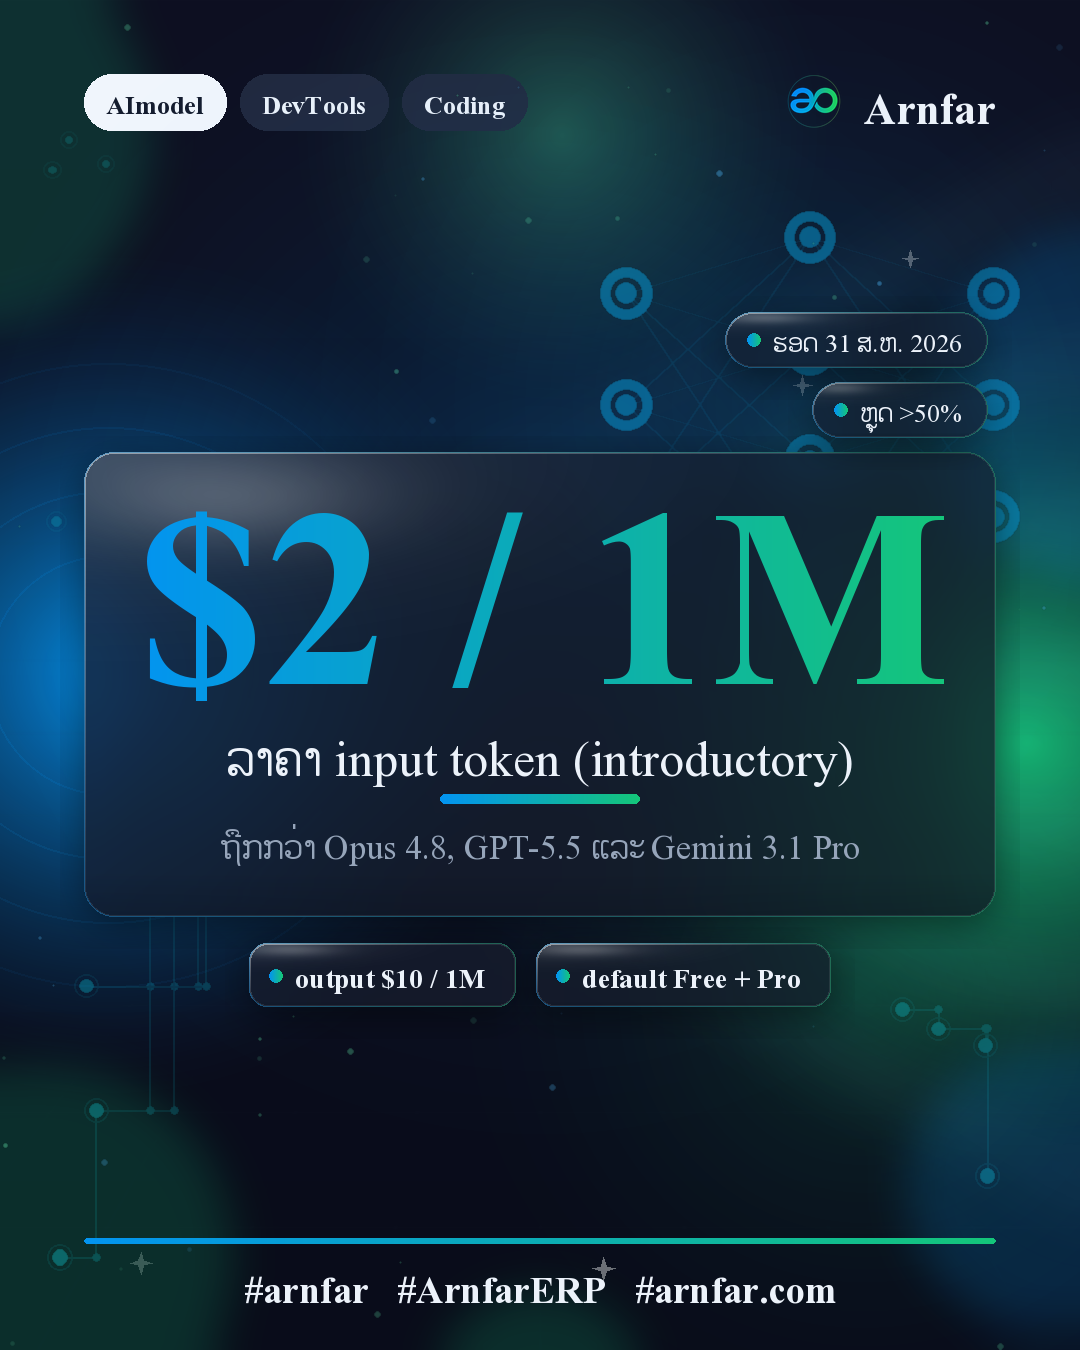 AImodel DevTools Coding
Arnfar
ຮອດ 31 ສ.ຫ. 2026
ຫຼຸດ >50%
$2 / 1M
ລາຄາ input token (introductory)
ຖືກກວ່າ Opus 4.8, GPT-5.5 ແລະ Gemini 3.1 Pro
output $10 / 1M
default Free + Pro
#arnfar #ArnfarERP #arnfar.com